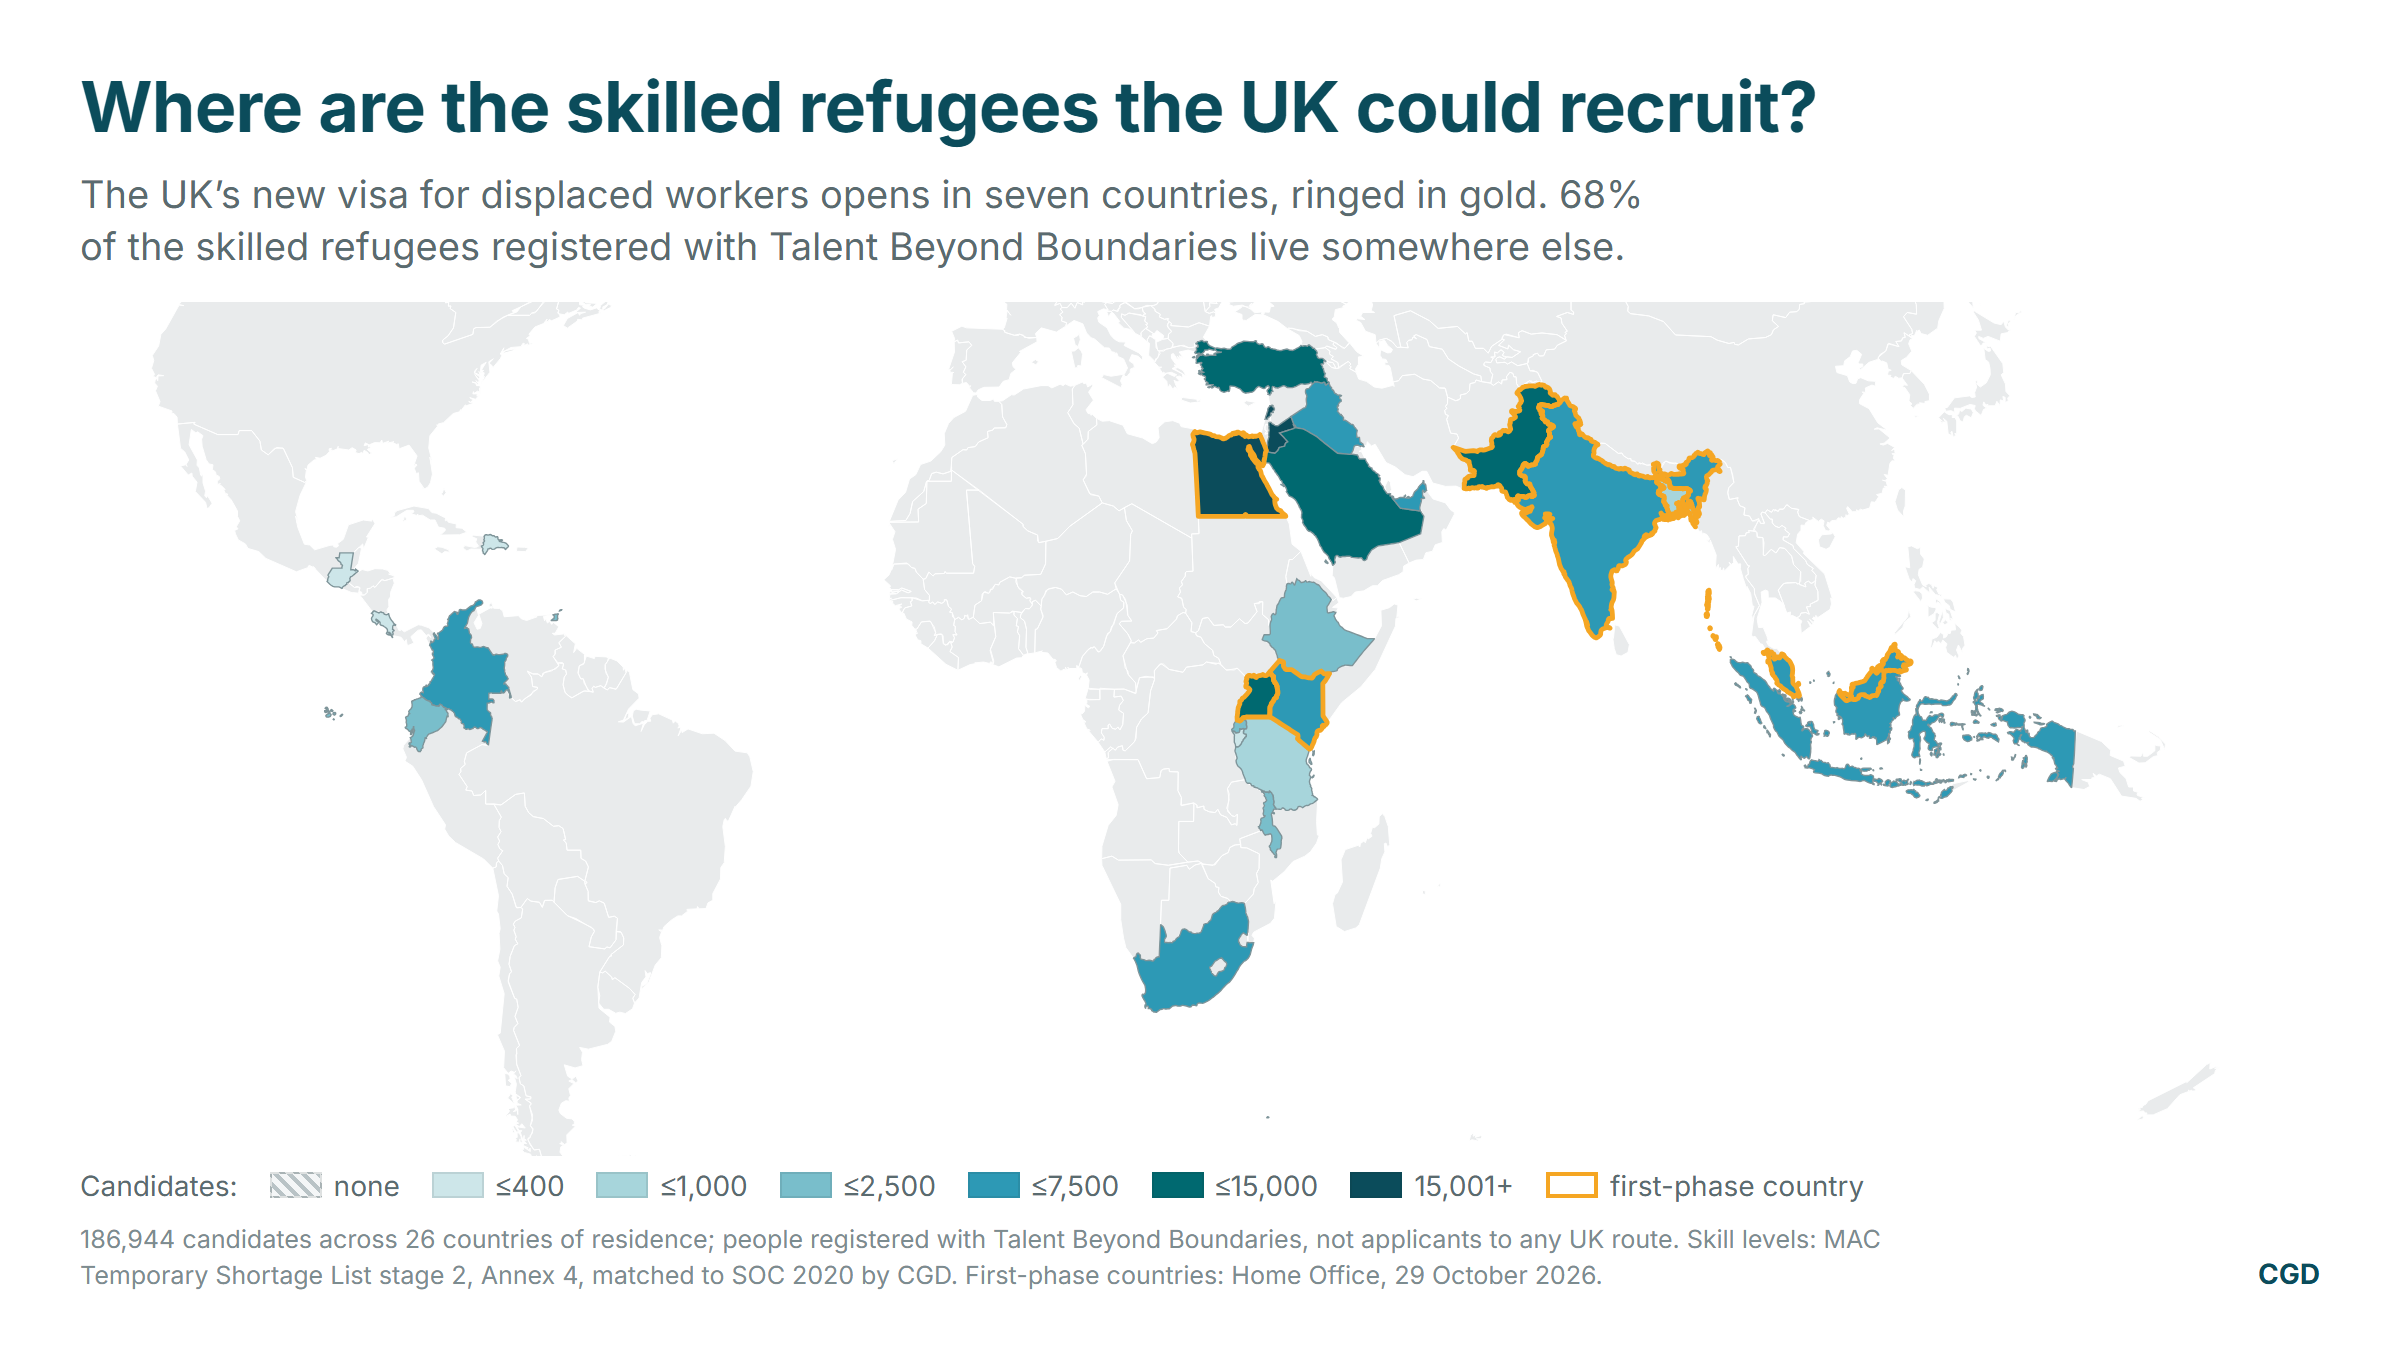 Where are the skilled refugees the UK could recruit?
The UK’s new visa for displaced workers opens in seven countries, ringed in gold. 68%
of the skilled refugees registered with Talent Beyond Boundaries live somewhere else.
Candidates: none ≤400 ≤1,000 ≤2,500 ≤7,500 ≤15,000 15,001+ first-phase country
186,944 candidates across 26 countries of residence; people registered with Talent Beyond Boundaries, not applicants to any UK route. Skill levels: MAC
Temporary Shortage List stage 2, Annex 4, matched to SOC 2020 by CGD. First-phase countries: Home Office, 29 October 2026.
CGD